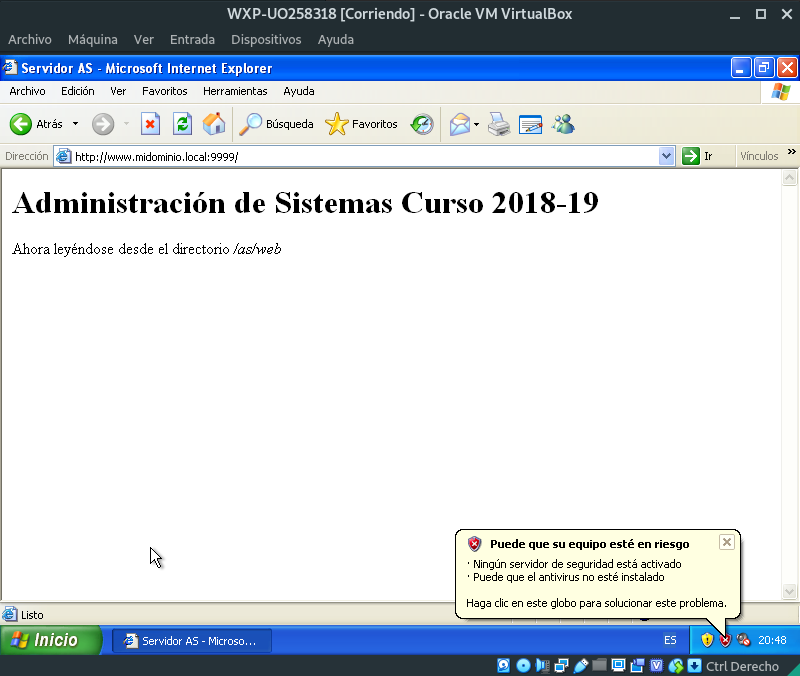 WXP-UO258318 [Corriendo] - Oracle VM VirtualBox
Archivo Máquina Ver Entrada Dispositivos Ayuda
Servidor AS - Microsoft Internet Explorer
Archivo Edición Ver Favoritos Herramientas Ayuda
Atrás Búsqueda Favoritos
Dirección http://www.midominio.local:9999/ Ir Vínculos »
Administración de Sistemas Curso 2018-19
Ahora leyéndose desde el directorio /as/web
Puede que su equipo esté en riesgo
· Ningún servidor de seguridad está activado
· Puede que el antivirus no esté instalado
Haga clic en este globo para solucionar este problema.
Listo
Inicio Servidor AS - Microso... ES 20:48
Ctrl Derecho